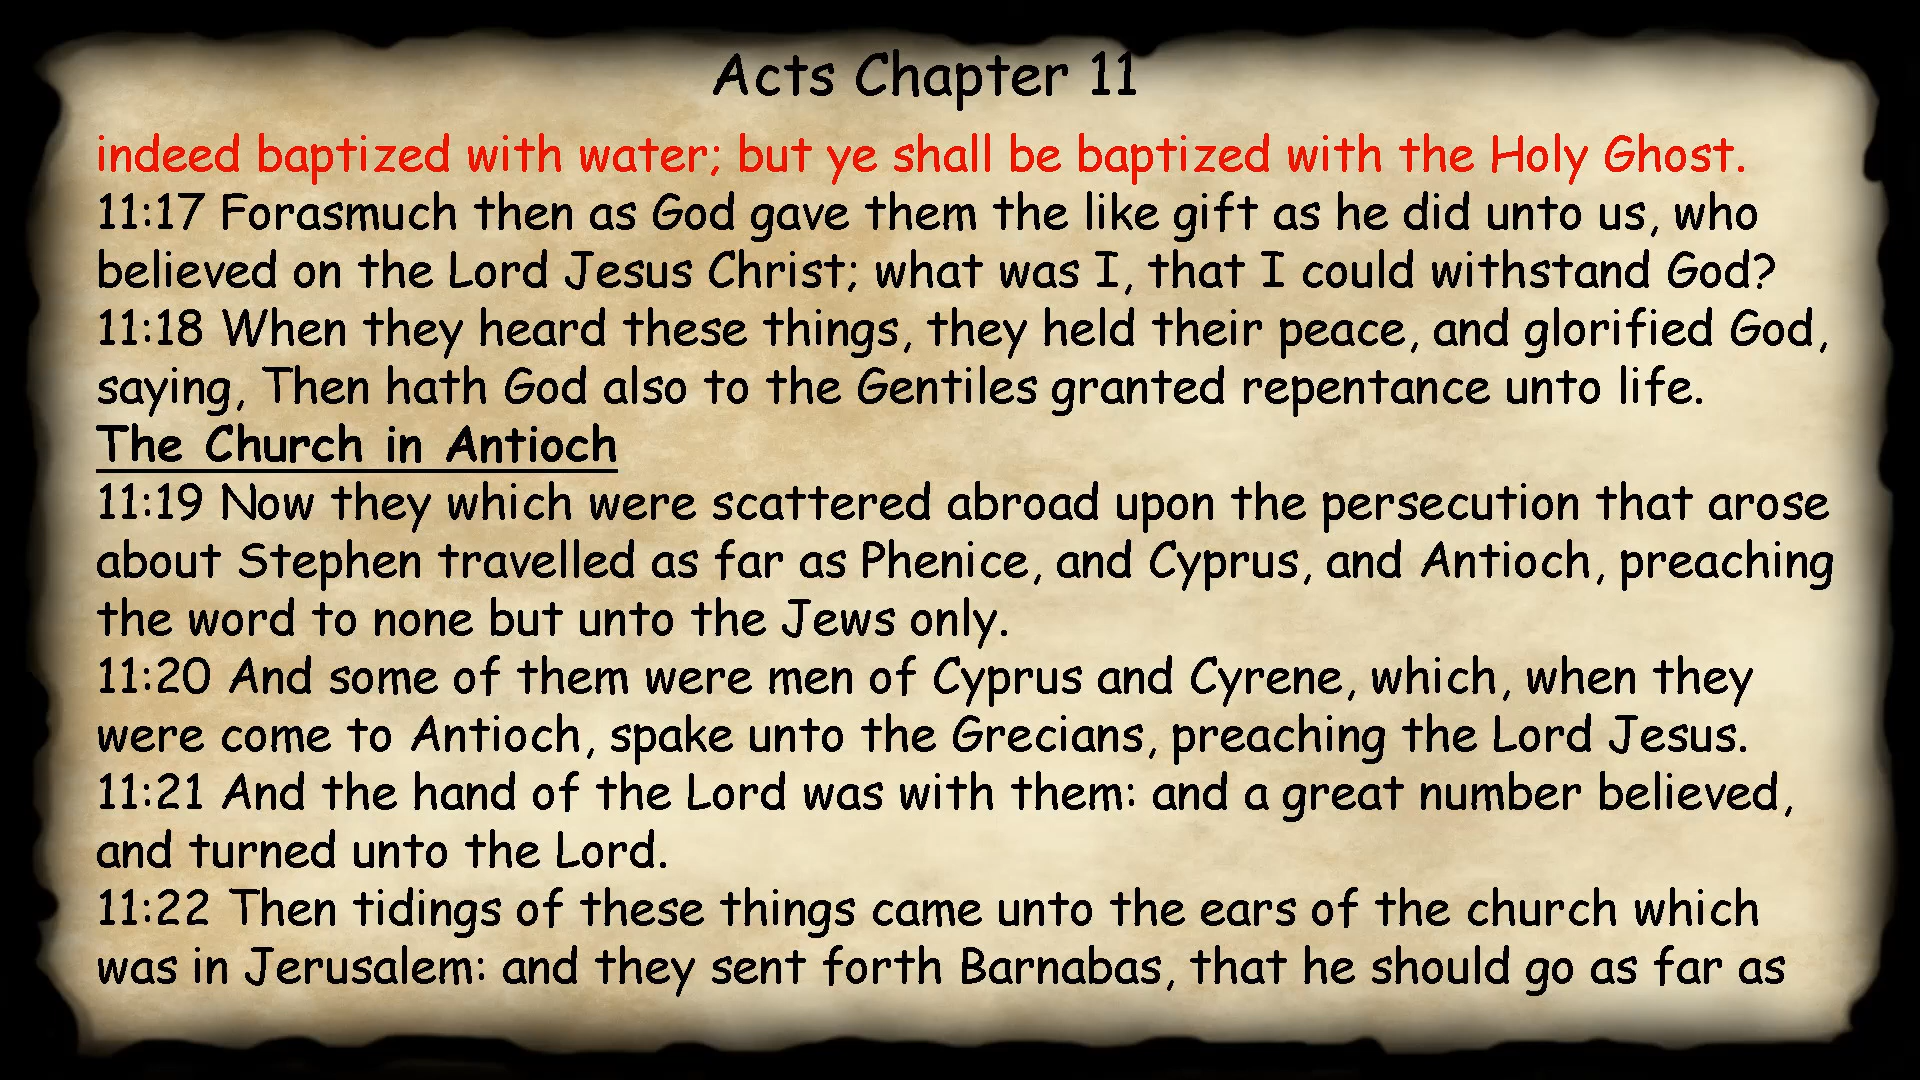 Acts Chapter 11
indeed baptized with water; but ye shall be baptized with the Holy Ghost.
11:17 Forasmuch then as God gave them the like gift as he did unto us, who
believed on the Lord Jesus Christ; what was I, that I could withstand God?
11:18 When they heard these things, they held their peace, and glorified God,
saying, Then hath God also to the Gentiles granted repentance unto life.
The Church in Antioch
11:19 Now they which were scattered abroad upon the persecution that arose
about Stephen travelled as far as Phenice, and Cyprus, and Antioch, preaching
the word to none but unto the Jews only.
11:20 And some of them were men of Cyprus and Cyrene, which, when they
were come to Antioch, spake unto the Grecians, preaching the Lord Jesus.
11:21 And the hand of the Lord was with them: and a great number believed,
and turned unto the Lord.
11:22 Then tidings of these things came unto the ears of the church which
was in Jerusalem: and they sent forth Barnabas, that he should go as far as